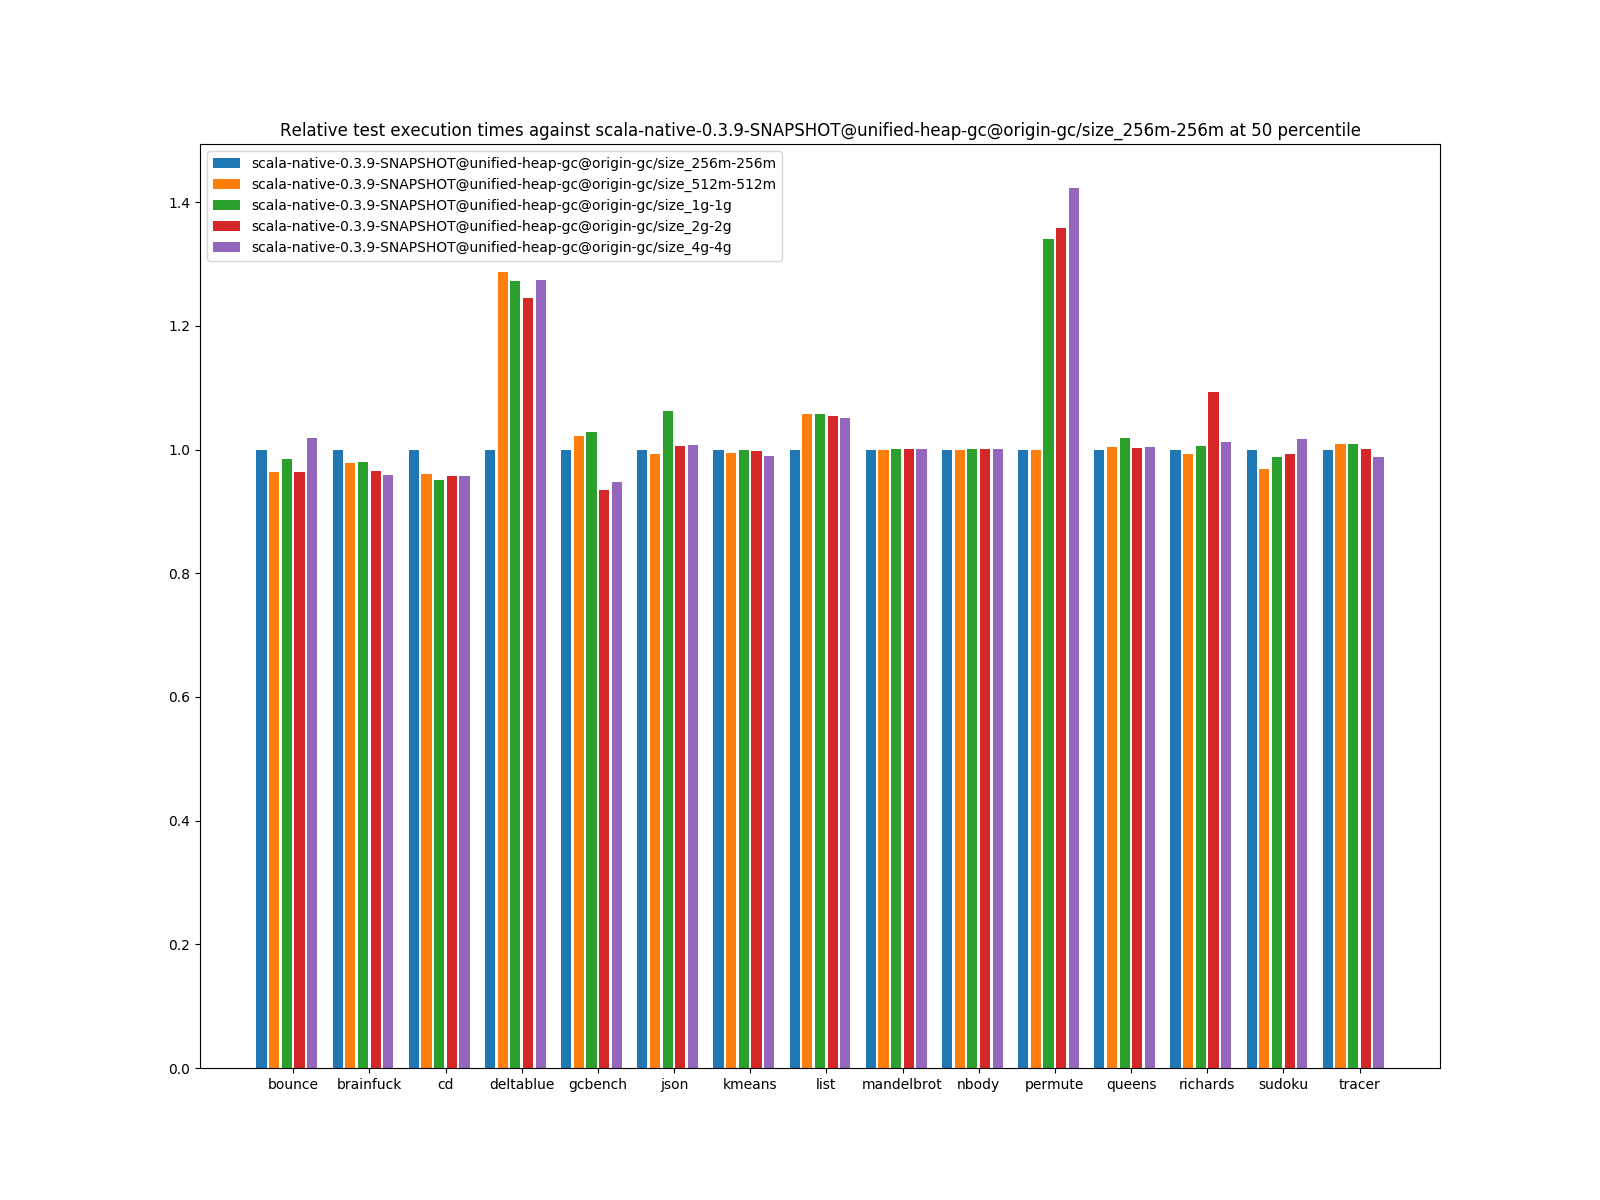 Relative test execution times against scala-native-0.3.9-SNAPSHOT@unified-heap-gc@origin-gc/size_256m-256m at 50 percentile
scala-native-0.3.9-SNAPSHOT@unified-heap-gc@origin-gc/size_256m-256m
scala-native-0.3.9-SNAPSHOT@unified-heap-gc@origin-gc/size_512m-512m
scala-native-0.3.9-SNAPSHOT@unified-heap-gc@origin-gc/size_1g-1g
scala-native-0.3.9-SNAPSHOT@unified-heap-gc@origin-gc/size_2g-2g
scala-native-0.3.9-SNAPSHOT@unified-heap-gc@origin-gc/size_4g-4g
1.4
1.2
1.0
0.8
0.6
0.4
0.2
0.0
bounce brainfuck cd deltablue gcbench json kmeans list mandelbrot nbody permute queens richards sudoku tracer